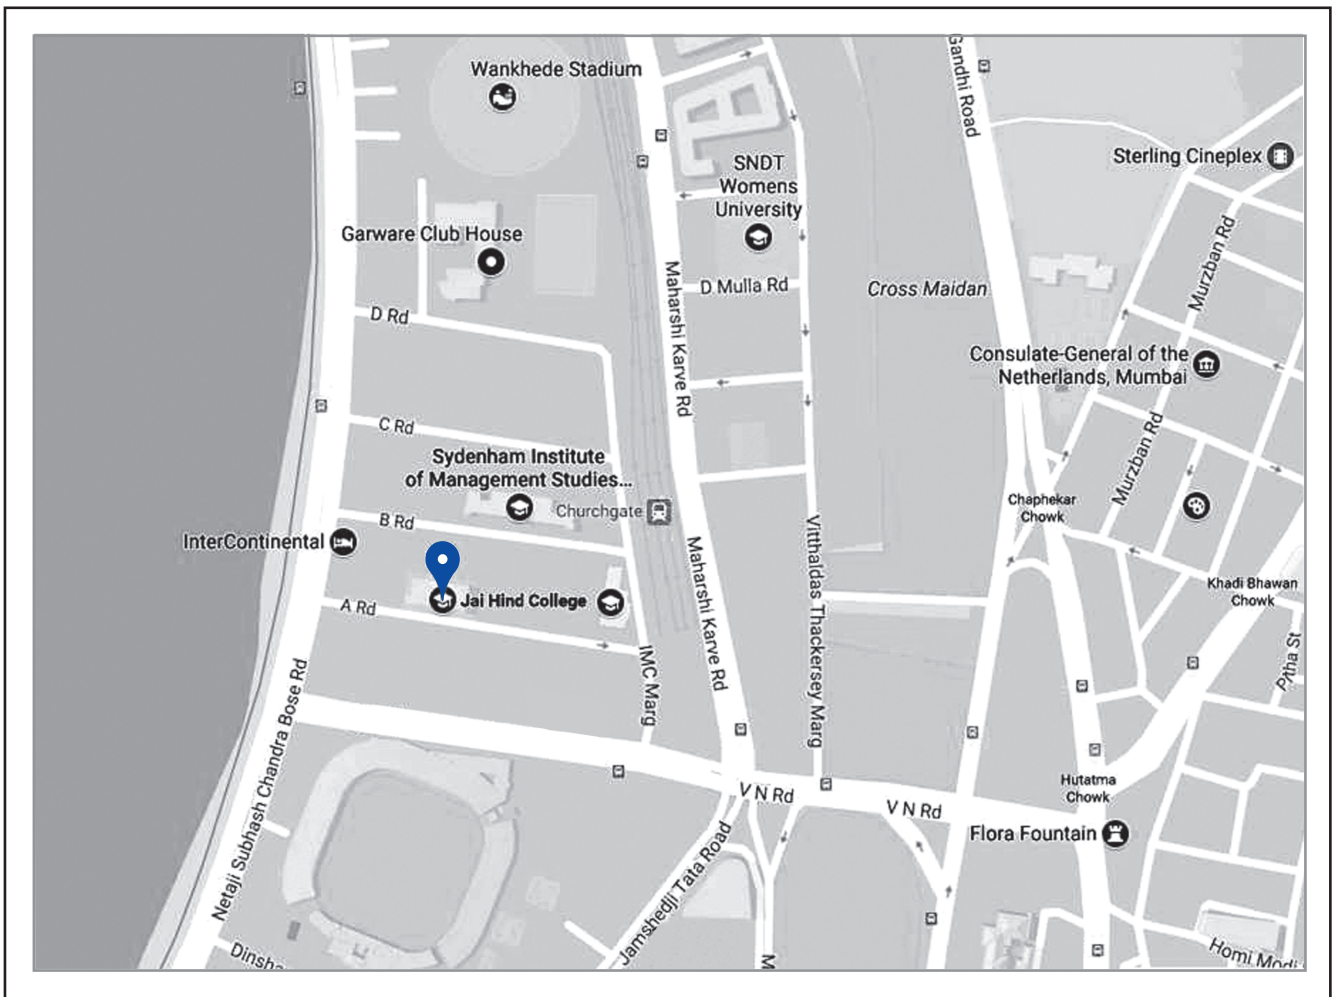 Wankhede Stadium
Gandhi Road
Sterling Cineplex
SNDT
Womens
University
Garware Club House
Murzban Rd
D Mulla Rd
Cross Maidan
D Rd
Maharshi Karve Rd
Consulate-General of the
Netherlands, Mumbai
C Rd
Sydenham Institute
of Management Studies...
Murzban Rd
Chaphekar
Chowk
Churchgate
B Rd
InterContinental
Vitthaldas Thackersey Marg
Maharshi Karve Rd
Khadi Bhawan
Chowk
Jai Hind College
A Rd
IMC Marg
Netaji Subhash Chandra Bose Rd
Hutatma
Chowk
V N Rd
V N Rd
Flora Fountain
Jamshedji Tata Road
Dinsha
M
Homi Modi